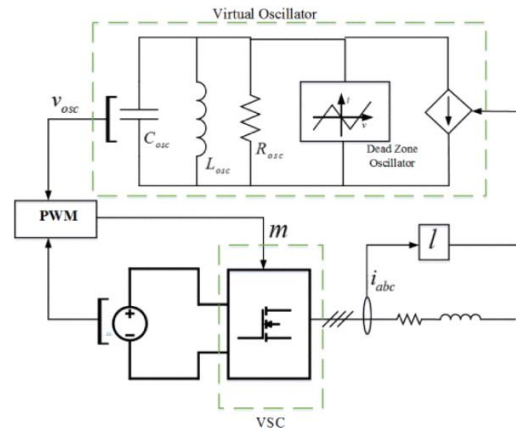 Virtual Oscillator
v_osc
C_osc
L_osc
R_osc
I
v
Dead Zone
Oscillator
PWM
m
l
i_abc
+
−
VSC